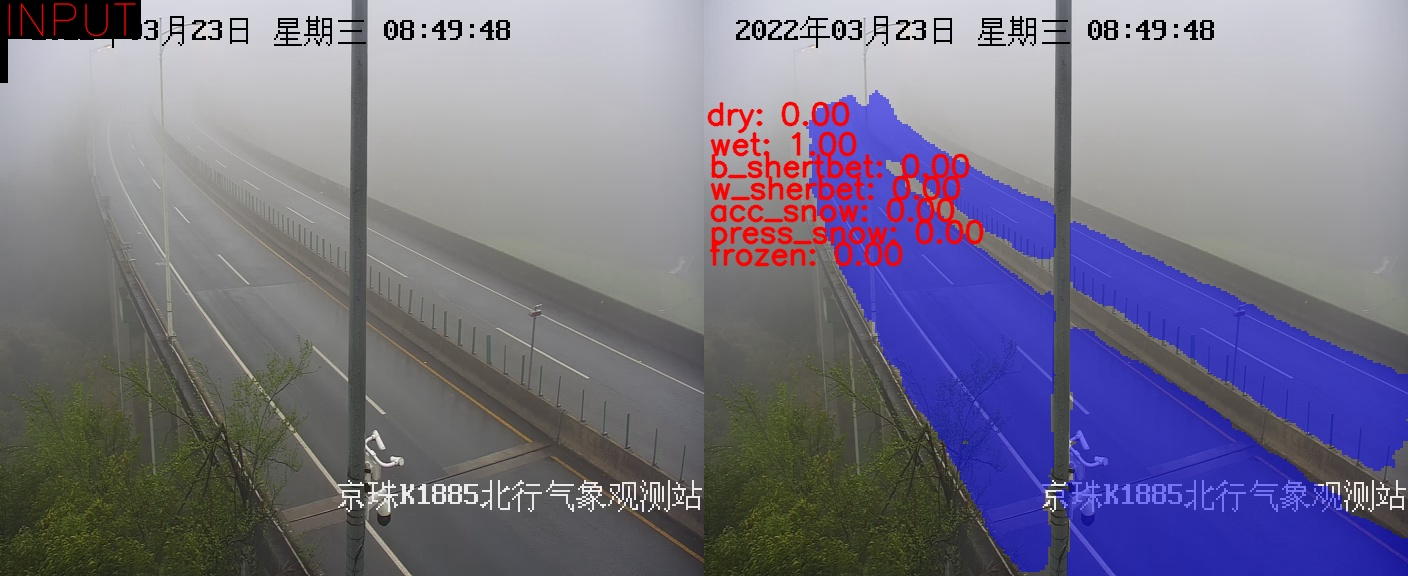 INPUT
03月23日 星期三 08:49:48
2022年03月23日 星期三 08:49:48
dry: 0.00
wet: 1.00
b_shertbet: 0.00
w_sherbet: 0.00
acc_snow: 0.00
press_snow: 0.00
frozen: 0.00
京珠K1885北行气象观测站
京珠K1885北行气象观测站